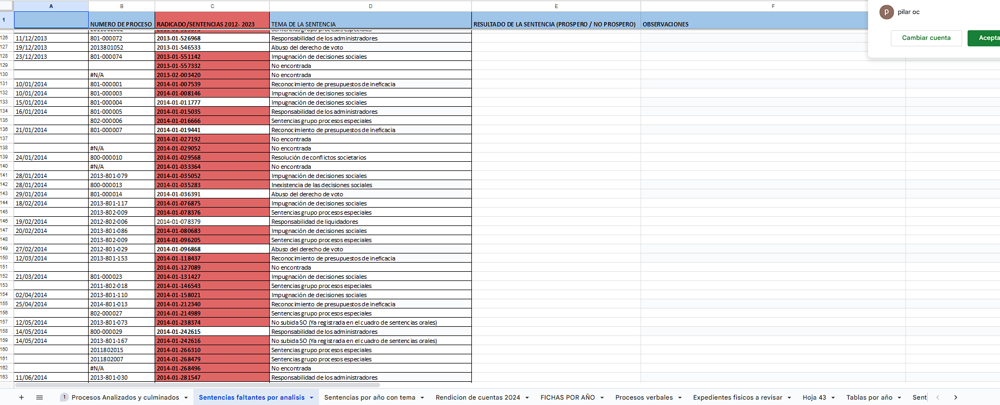 A B C D E F
pilar oc
1 NUMERO DE PROCESO RADICADO/SENTENCIAS 2012- 2023 TEMA DE LA SENTENCIA RESULTADO DE LA SENTENCIA (PROSPERO / NO PROSPERO) OBSERVACIONES
Cambiar cuenta Acepta
126 11/12/2013 801-000072 2013-01-526968 Responsabilidad de los administradores
127 19/12/2013 2013801052 2013-01-546533 Abuso del derecho de voto
128 23/12/2013 801-000074 2013-01-551142 Impugnación de decisiones sociales
129 2013-01-557332 No encontrada
130 #N/A 2013-02-003420 No encontrada
131 10/01/2014 801-000001 2014-01-007539 Reconocimiento de presupuestos de ineficacia
132 10/01/2014 801-000003 2014-01-008146 Impugnación de decisiones sociales
133 15/01/2014 801-000004 2014-01-011777 Impugnación de decisiones sociales
134 16/01/2014 801-000005 2014-01-015035 Responsabilidad de los administradores
135 802-000006 2014-01-016666 Sentencias grupo procesos especiales
136 21/01/2014 801-000007 2014-01-019441 Reconocimiento de presupuestos de ineficacia
137 2014-01-027192 No encontrada
138 #N/A 2014-01-029052 No encontrada
139 24/01/2014 800-000010 2014-01-029568 Resolución de conflictos societarios
140 #N/A 2014-01-033364 No encontrada
141 28/01/2014 2013-801-079 2014-01-035052 Impugnación de decisiones sociales
142 28/01/2014 800-000013 2014-01-035283 Inexistencia de las decisiones sociales
143 29/01/2014 801-000014 2014-01-036391 Abuso del derecho de voto
144 18/02/2014 2013-801-117 2014-01-076875 Impugnación de decisiones sociales
145 2013-802-009 2014-01-078376 Sentencias grupo procesos especiales
146 19/02/2014 2012-802-006 2014-01-078379 Responsabilidad de liquidadores
147 20/02/2014 2013-801-086 2014-01-080683 Impugnación de decisiones sociales
148 2013-802-009 2014-01-096205 Sentencias grupo procesos especiales
149 27/02/2014 2012-801-029 2014-01-096868 Abuso del derecho de voto
150 12/03/2014 2013-801-153 2014-01-118437 Reconocimiento de presupuestos de ineficacia
151 2014-01-127089 No encontrada
152 21/03/2014 801-000023 2014-01-131427 Impugnación de decisiones sociales
153 2011-802-018 2014-01-146543 Sentencias grupo procesos especiales
154 02/04/2014 2013-801-110 2014-01-158021 Impugnación de decisiones sociales
155 25/04/2014 2014-801-013 2014-01-212340 Reconocimiento de presupuestos de ineficacia
156 802-000027 2014-01-214989 Sentencias grupo procesos especiales
157 12/05/2014 2013-801-073 2014-01-238374 No subida SO (Ya registrada en el cuadro de sentencias orales)
158 14/05/2014 800-000029 2014-01-242615 Responsabilidad de los administradores
159 14/05/2014 2013-801-167 2014-01-242616 No subida SO (Ya registrada en el cuadro de sentencias orales)
160 2011802015 2014-01-266310 Sentencias grupo procesos especiales
161 2011802007 2014-01-268479 Sentencias grupo procesos especiales
162 #N/A 2014-01-268496 No encontrada
163 11/06/2014 2013-801-030 2014-01-281547 Responsabilidad de los administradores
1 Procesos Analizados y culminados Sentencias faltantes por analisis Sentencias por año con tema Rendicion de cuentas 2024 FICHAS POR AÑO Procesos verbales Expedientes fisicos a revisar Hoja 43 Tablas por año Sent